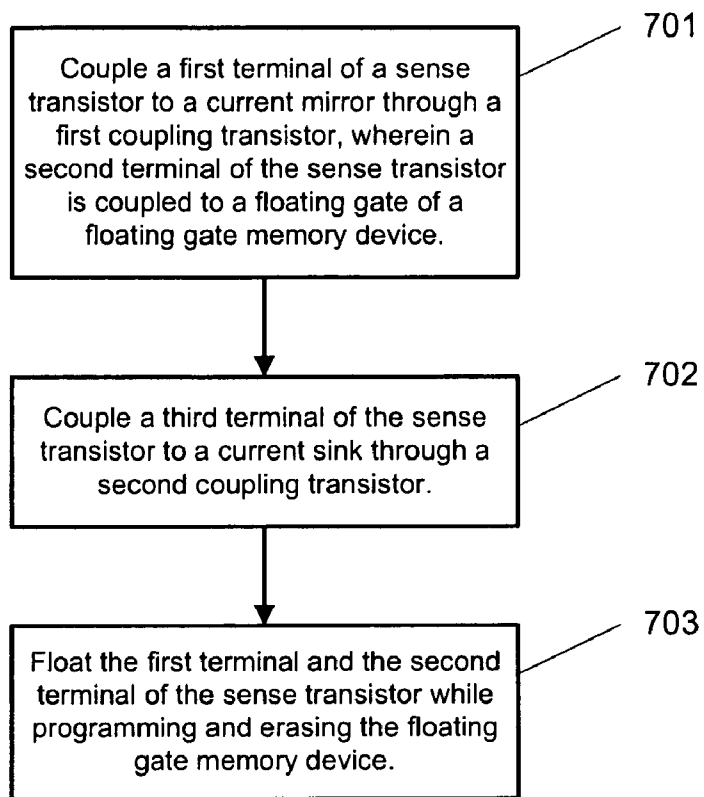 701
Couple a first terminal of a sense
transistor to a current mirror through a
first coupling transistor, wherein a
second terminal of the sense transistor
is coupled to a floating gate of a
floating gate memory device.
702
Couple a third terminal of the sense
transistor to a current sink through a
second coupling transistor.
703
Float the first terminal and the second
terminal of the sense transistor while
programming and erasing the floating
gate memory device.